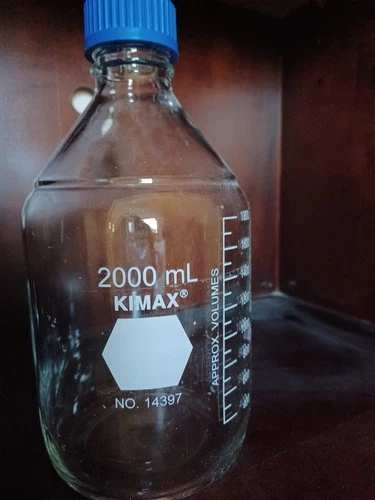 2000 mL
KIMAX®
NO. 14397
APPROX. VOLUMES